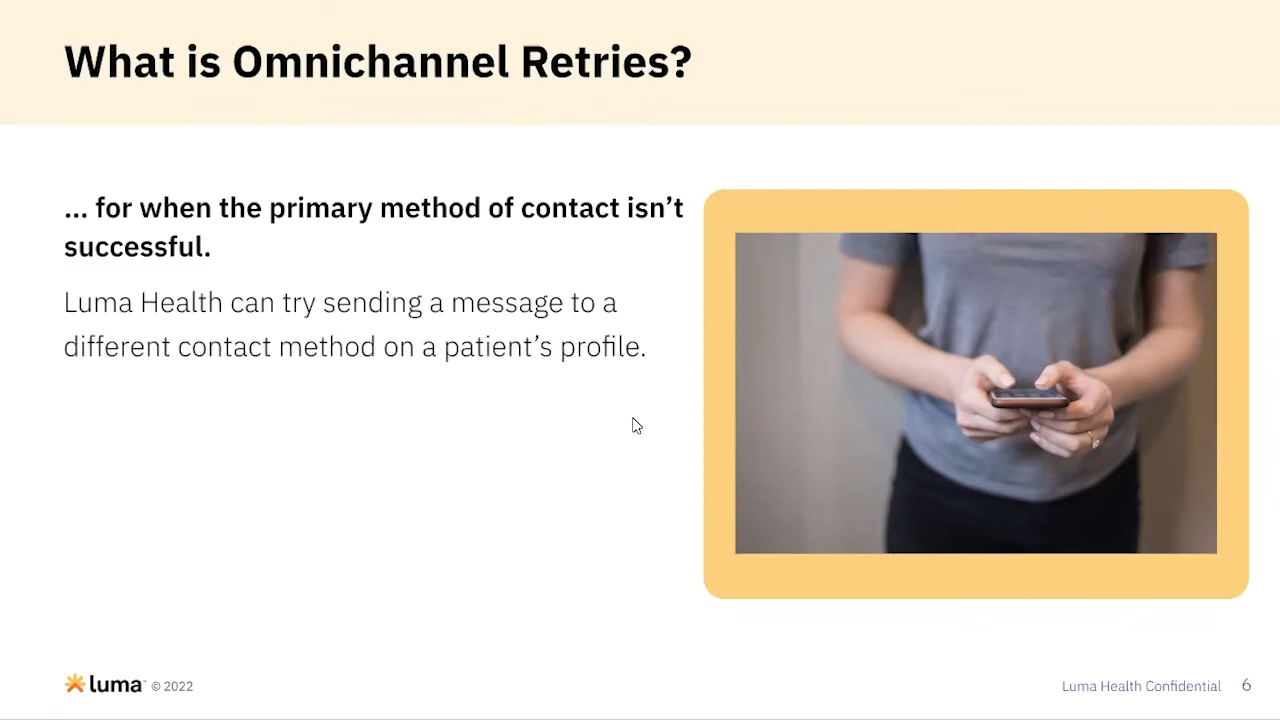 What is Omnichannel Retries?
... for when the primary method of contact isn’t
successful.
Luma Health can try sending a message to a
different contact method on a patient’s profile.
luma™ © 2022
Luma Health Confidential 6